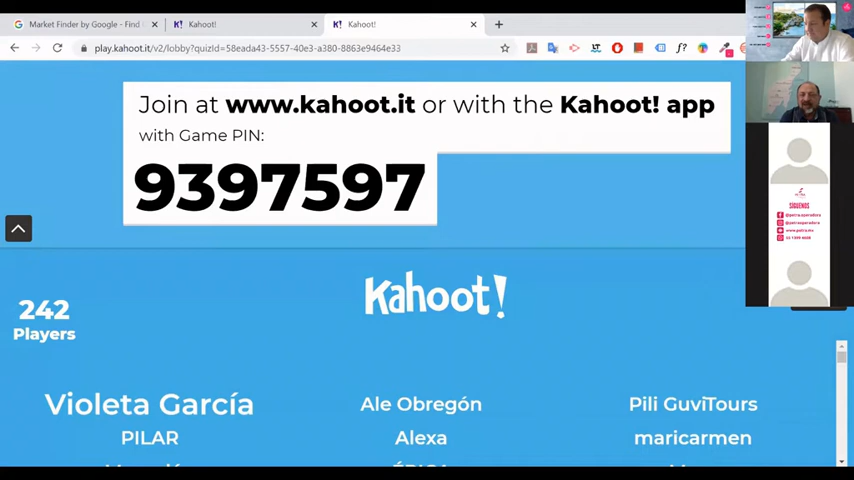 Market Finder by Google - Find
Kahoot!
Kahoot!
play.kahoot.it/v2/lobby?quizId=58eada43-5557-40e3-a380-8863e9464e33
Join at www.kahoot.it or with the Kahoot! app
with Game PIN:
9397597
242
Players
Kahoot!
Violeta García
Ale Obregón
Pili GuviTours
PILAR
Alexa
maricarmen
SÍGUENOS